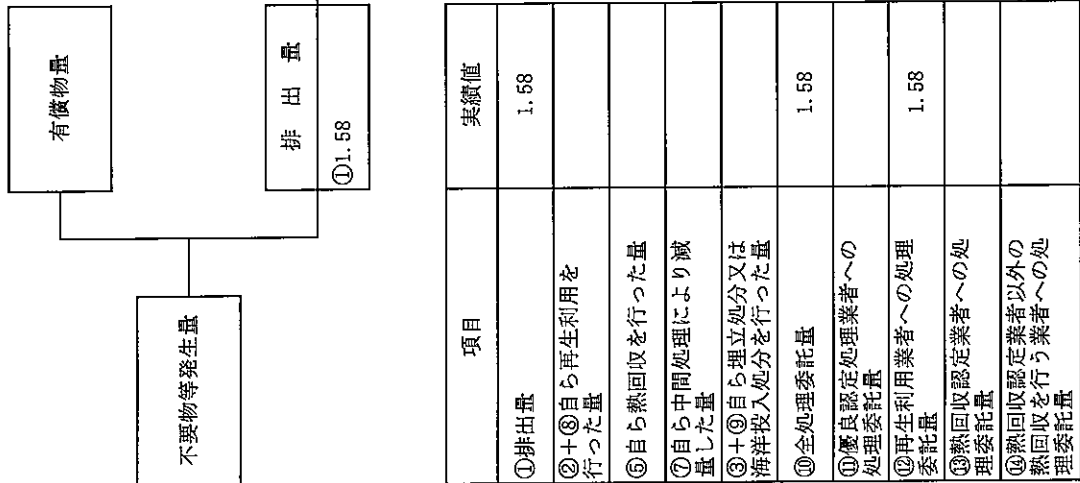 不要物等発生量
有償物量
排出量
①1.58
項目
実績値
①排出量
1.58
②+⑧自ら再生利用を
行った量
⑤自ら熱回収を行った量
⑦自ら中間処理により減
量した量
③+⑨自ら埋立処分又は
海洋投入処分を行った量
⑩全処理委託量
1.58
⑪優良認定処理業者への
処理委託量
⑫再生利用業者への処理
委託量
1.58
⑬熱回収認定業者への処
理委託量
⑭熱回収認定業者以外の
熱回収を行う業者への処
理委託量